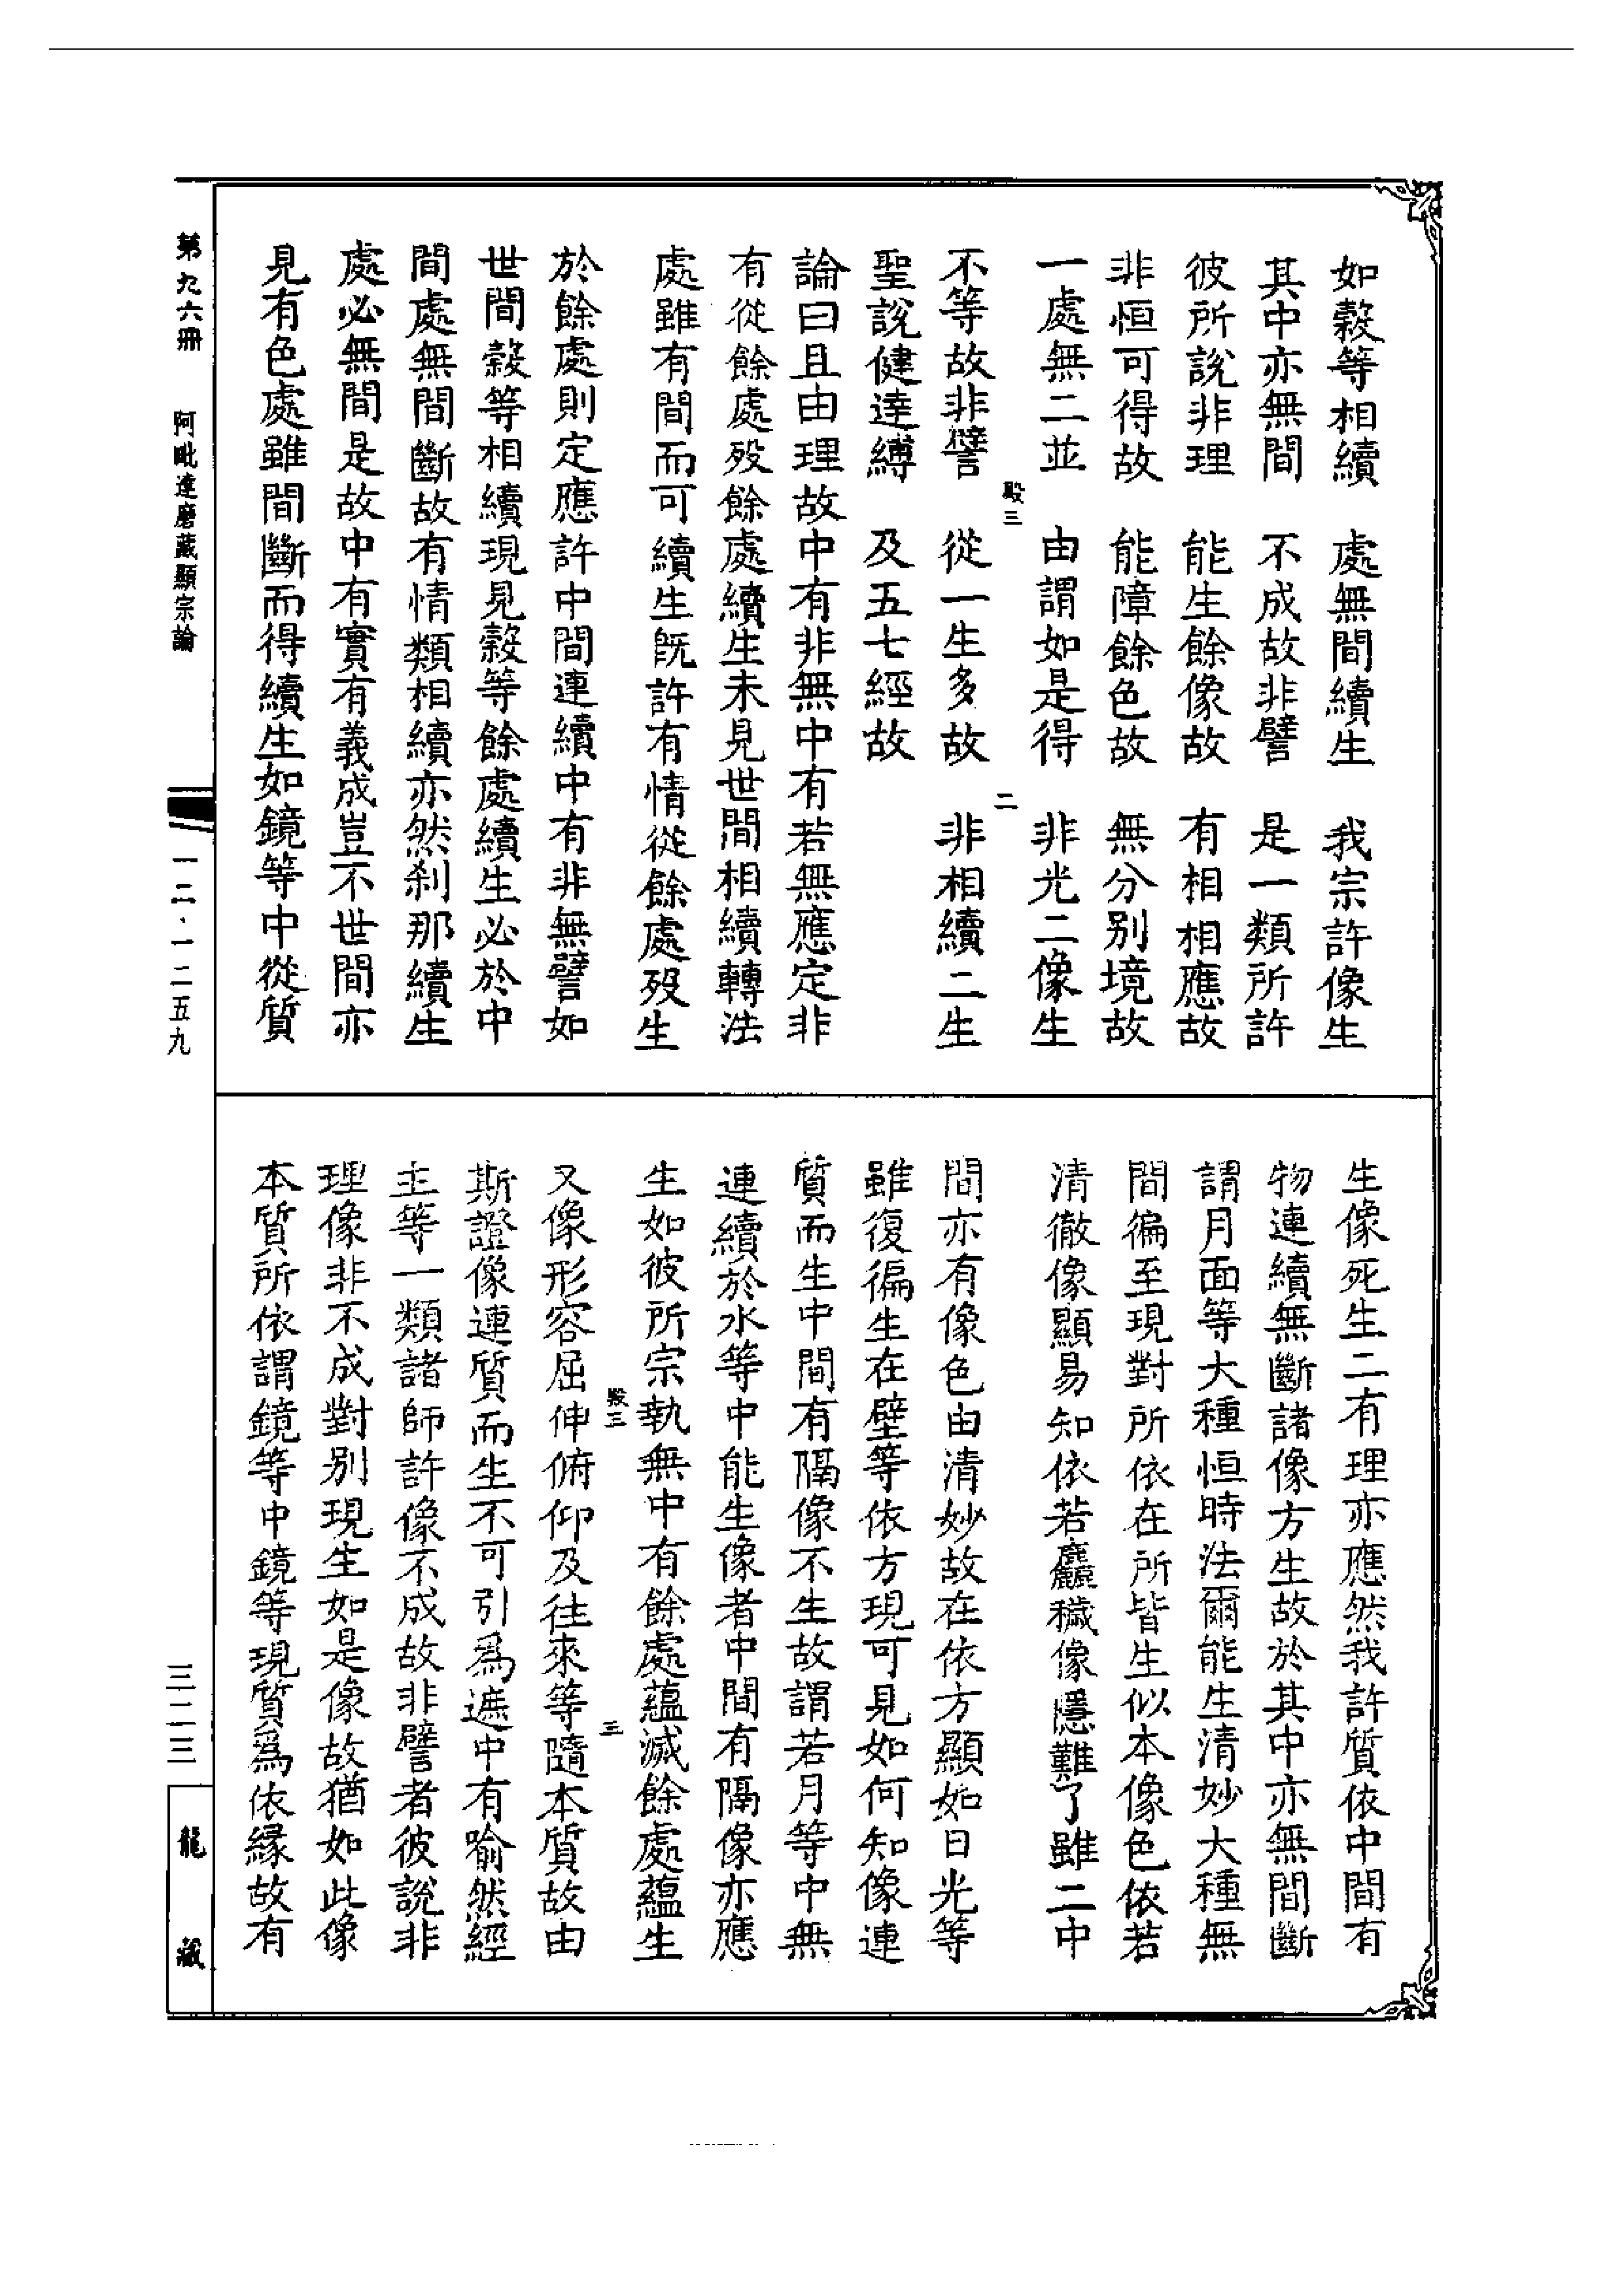 如穀等相續　處無間續生　我宗許像生
其中亦無間　不成故非譬　是一類所許
彼所說非理　能生餘像故　有相相應故
非恒可得故　能障餘色故　無分別境故
一處無二並　由謂如是得　非光二像生
殿三　二
不等故非譬　從一生多故　非相續二生
聖說健達縛　及五七經故
論曰且由理故中有非無中有若無應定非
有從餘處歿餘處續生未見世間相續轉法
處雖有間而可續生旣許有情從餘處歿生
於餘處則定應許中間連續中有非無譬如
世間穀等相續現見穀等餘處續生必於中
間處無間斷故有情類相續亦然刹那續生
處必無間是故中有實有義成豈不世間亦
見有色處雖間斷而得續生如鏡等中從質
生像死生二有理亦應然我許質依中間有
物連續無斷諸像方生故於其中亦無間斷
謂月面等大種恒時法爾能生清妙大種無
間徧至現對所依在所皆生似本像色依若
清徹像顯易知依若麤穢像隱難了雖二中
間亦有像色由清妙故在依方顯如日光等
雖復徧生在壁等依方現可見如何知像連
質而生中間有隔像不生故謂若月等中無
連續於水等中能生像者中間有隔像亦應
生如彼所宗執無中有餘處蘊滅餘處蘊生
殿三　三
又像形容屈伸俯仰及往來等隨本質故由
斯證像連質而生不可引爲遮中有喻然經
主等一類諸師許像不成故非譬者彼說非
理像非不成對別現生如是像故猶如此像
本質所依謂鏡等中鏡等現質爲依緣故有
第九六冊　阿毗達磨藏顯宗論　一二、一二五九　三二三　龍藏